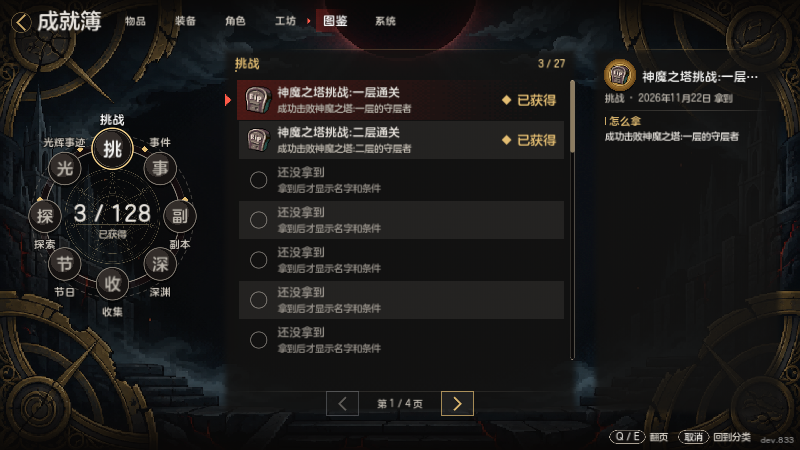 成就簿
物品
装备
角色
工坊
图鉴
系统
挑战
3 / 27
神魔之塔挑战:一层通关
成功击败神魔之塔:一层的守层者
已获得
神魔之塔挑战:二层通关
成功击败神魔之塔:二层的守层者
已获得
还没拿到
拿到后才显示名字和条件
还没拿到
拿到后才显示名字和条件
还没拿到
拿到后才显示名字和条件
还没拿到
拿到后才显示名字和条件
还没拿到
拿到后才显示名字和条件
第 1 / 4 页
挑战
挑
光辉事迹
光
事件
事
探
探索
3 / 128
已获得
副
副本
节
节日
收
收集
深
深渊
神魔之塔挑战:一层…
挑战 · 2026年11月22日 拿到
怎么拿
成功击败神魔之塔:一层的守层者
Q / E 翻页
取消 回到分类
dev.833